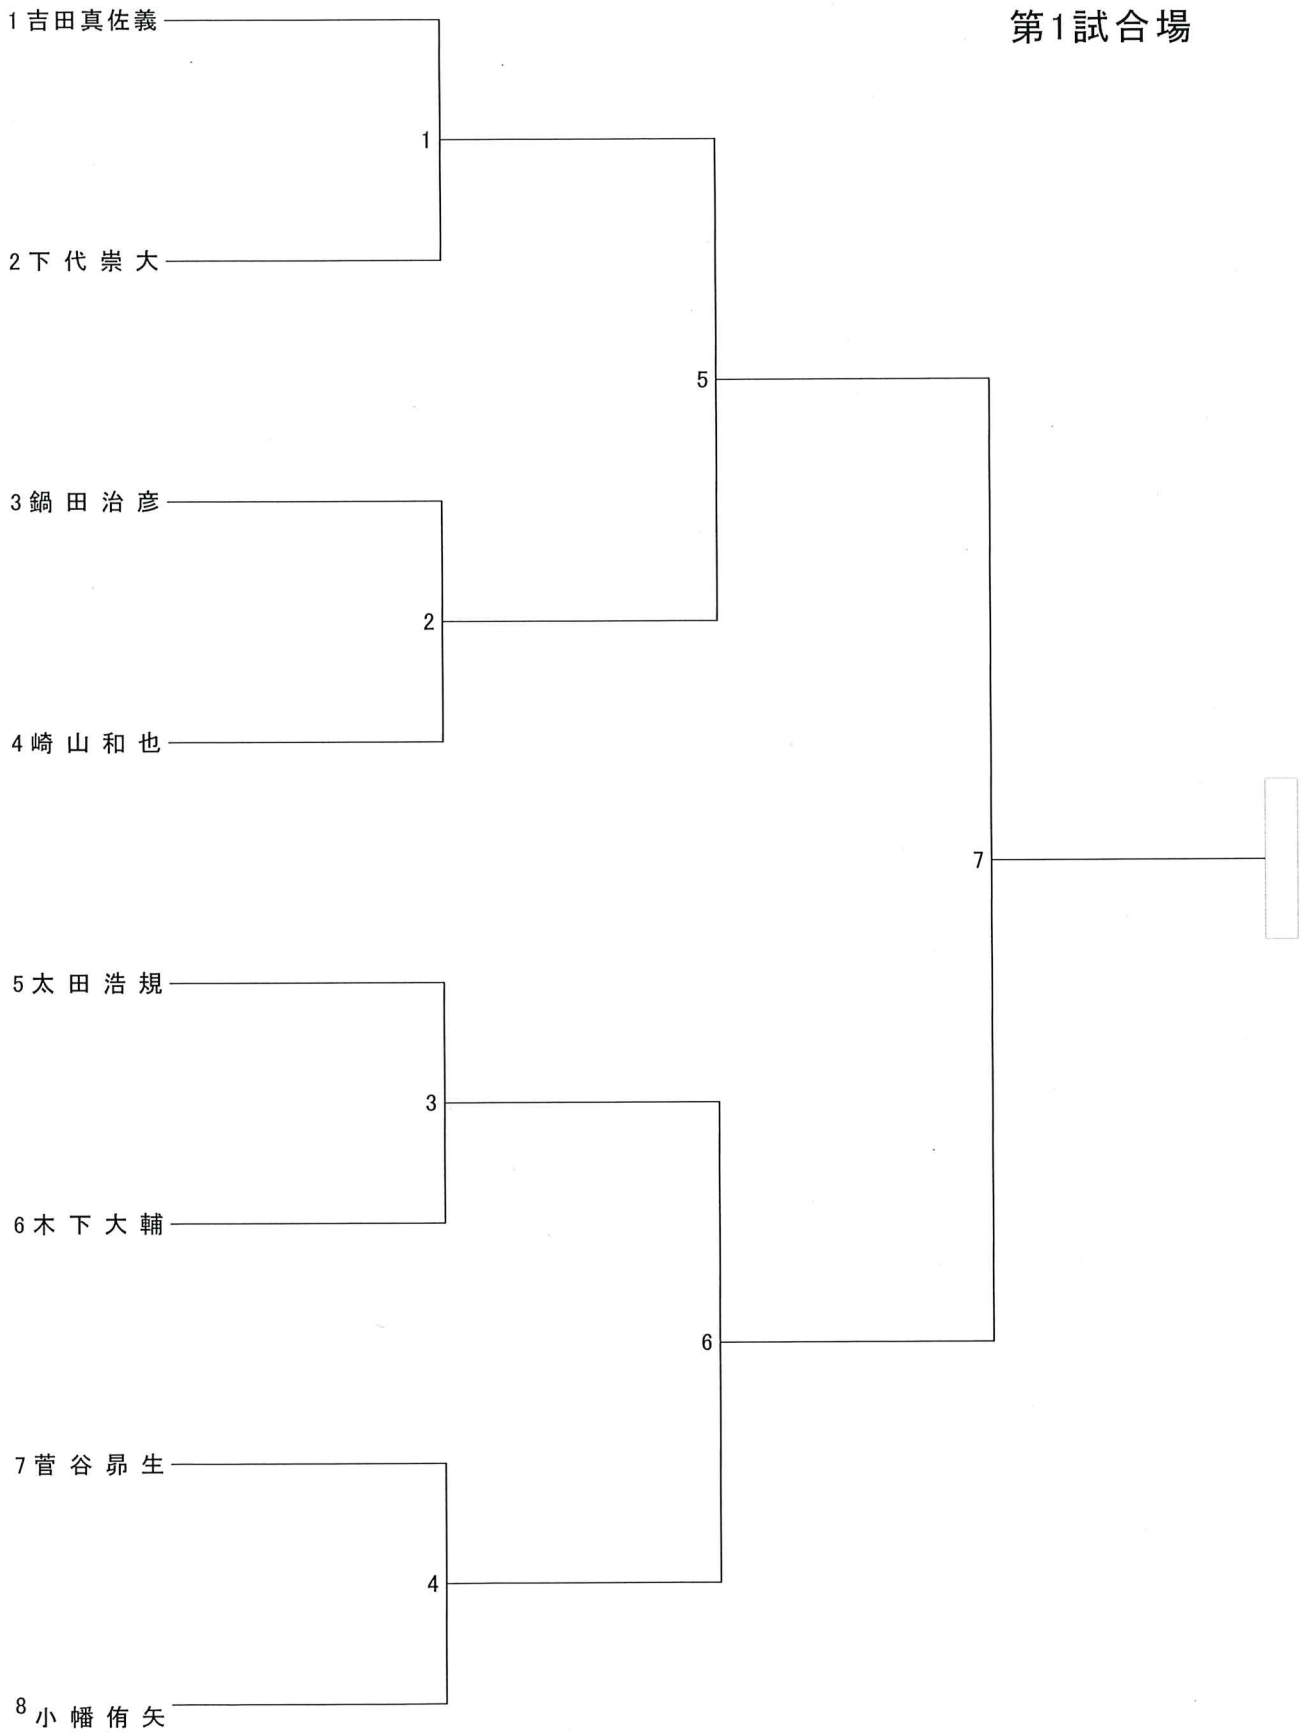 第1試合場
1 吉田真佐義
1
2 下代崇大
5
3 鍋田治彦
2
4 崎山和也
7
5 太田浩規
3
6 木下大輔
6
7 菅谷昴生
4
8 小幡侑矢